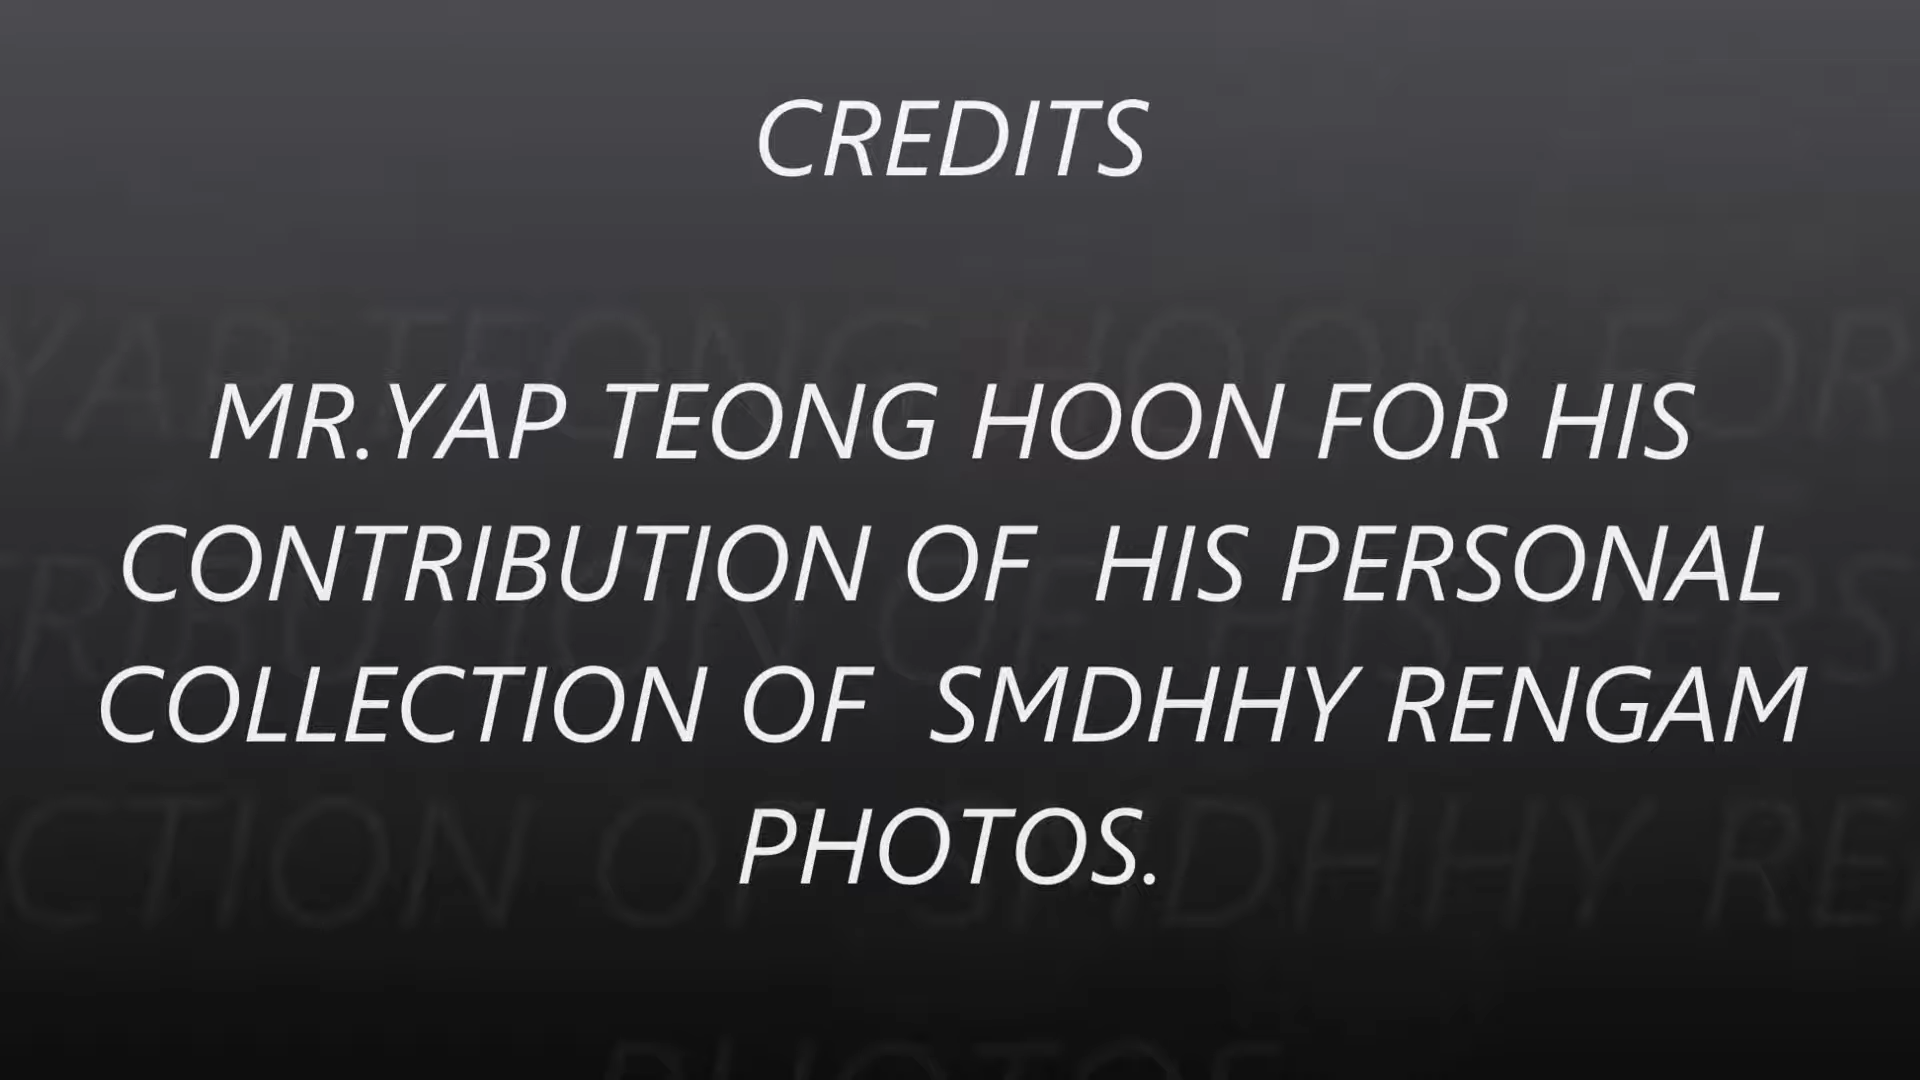 CREDITS
MR.YAP TEONG HOON FOR HIS
CONTRIBUTION OF  HIS PERSONAL
COLLECTION OF  SMDHHY RENGAM
PHOTOS.